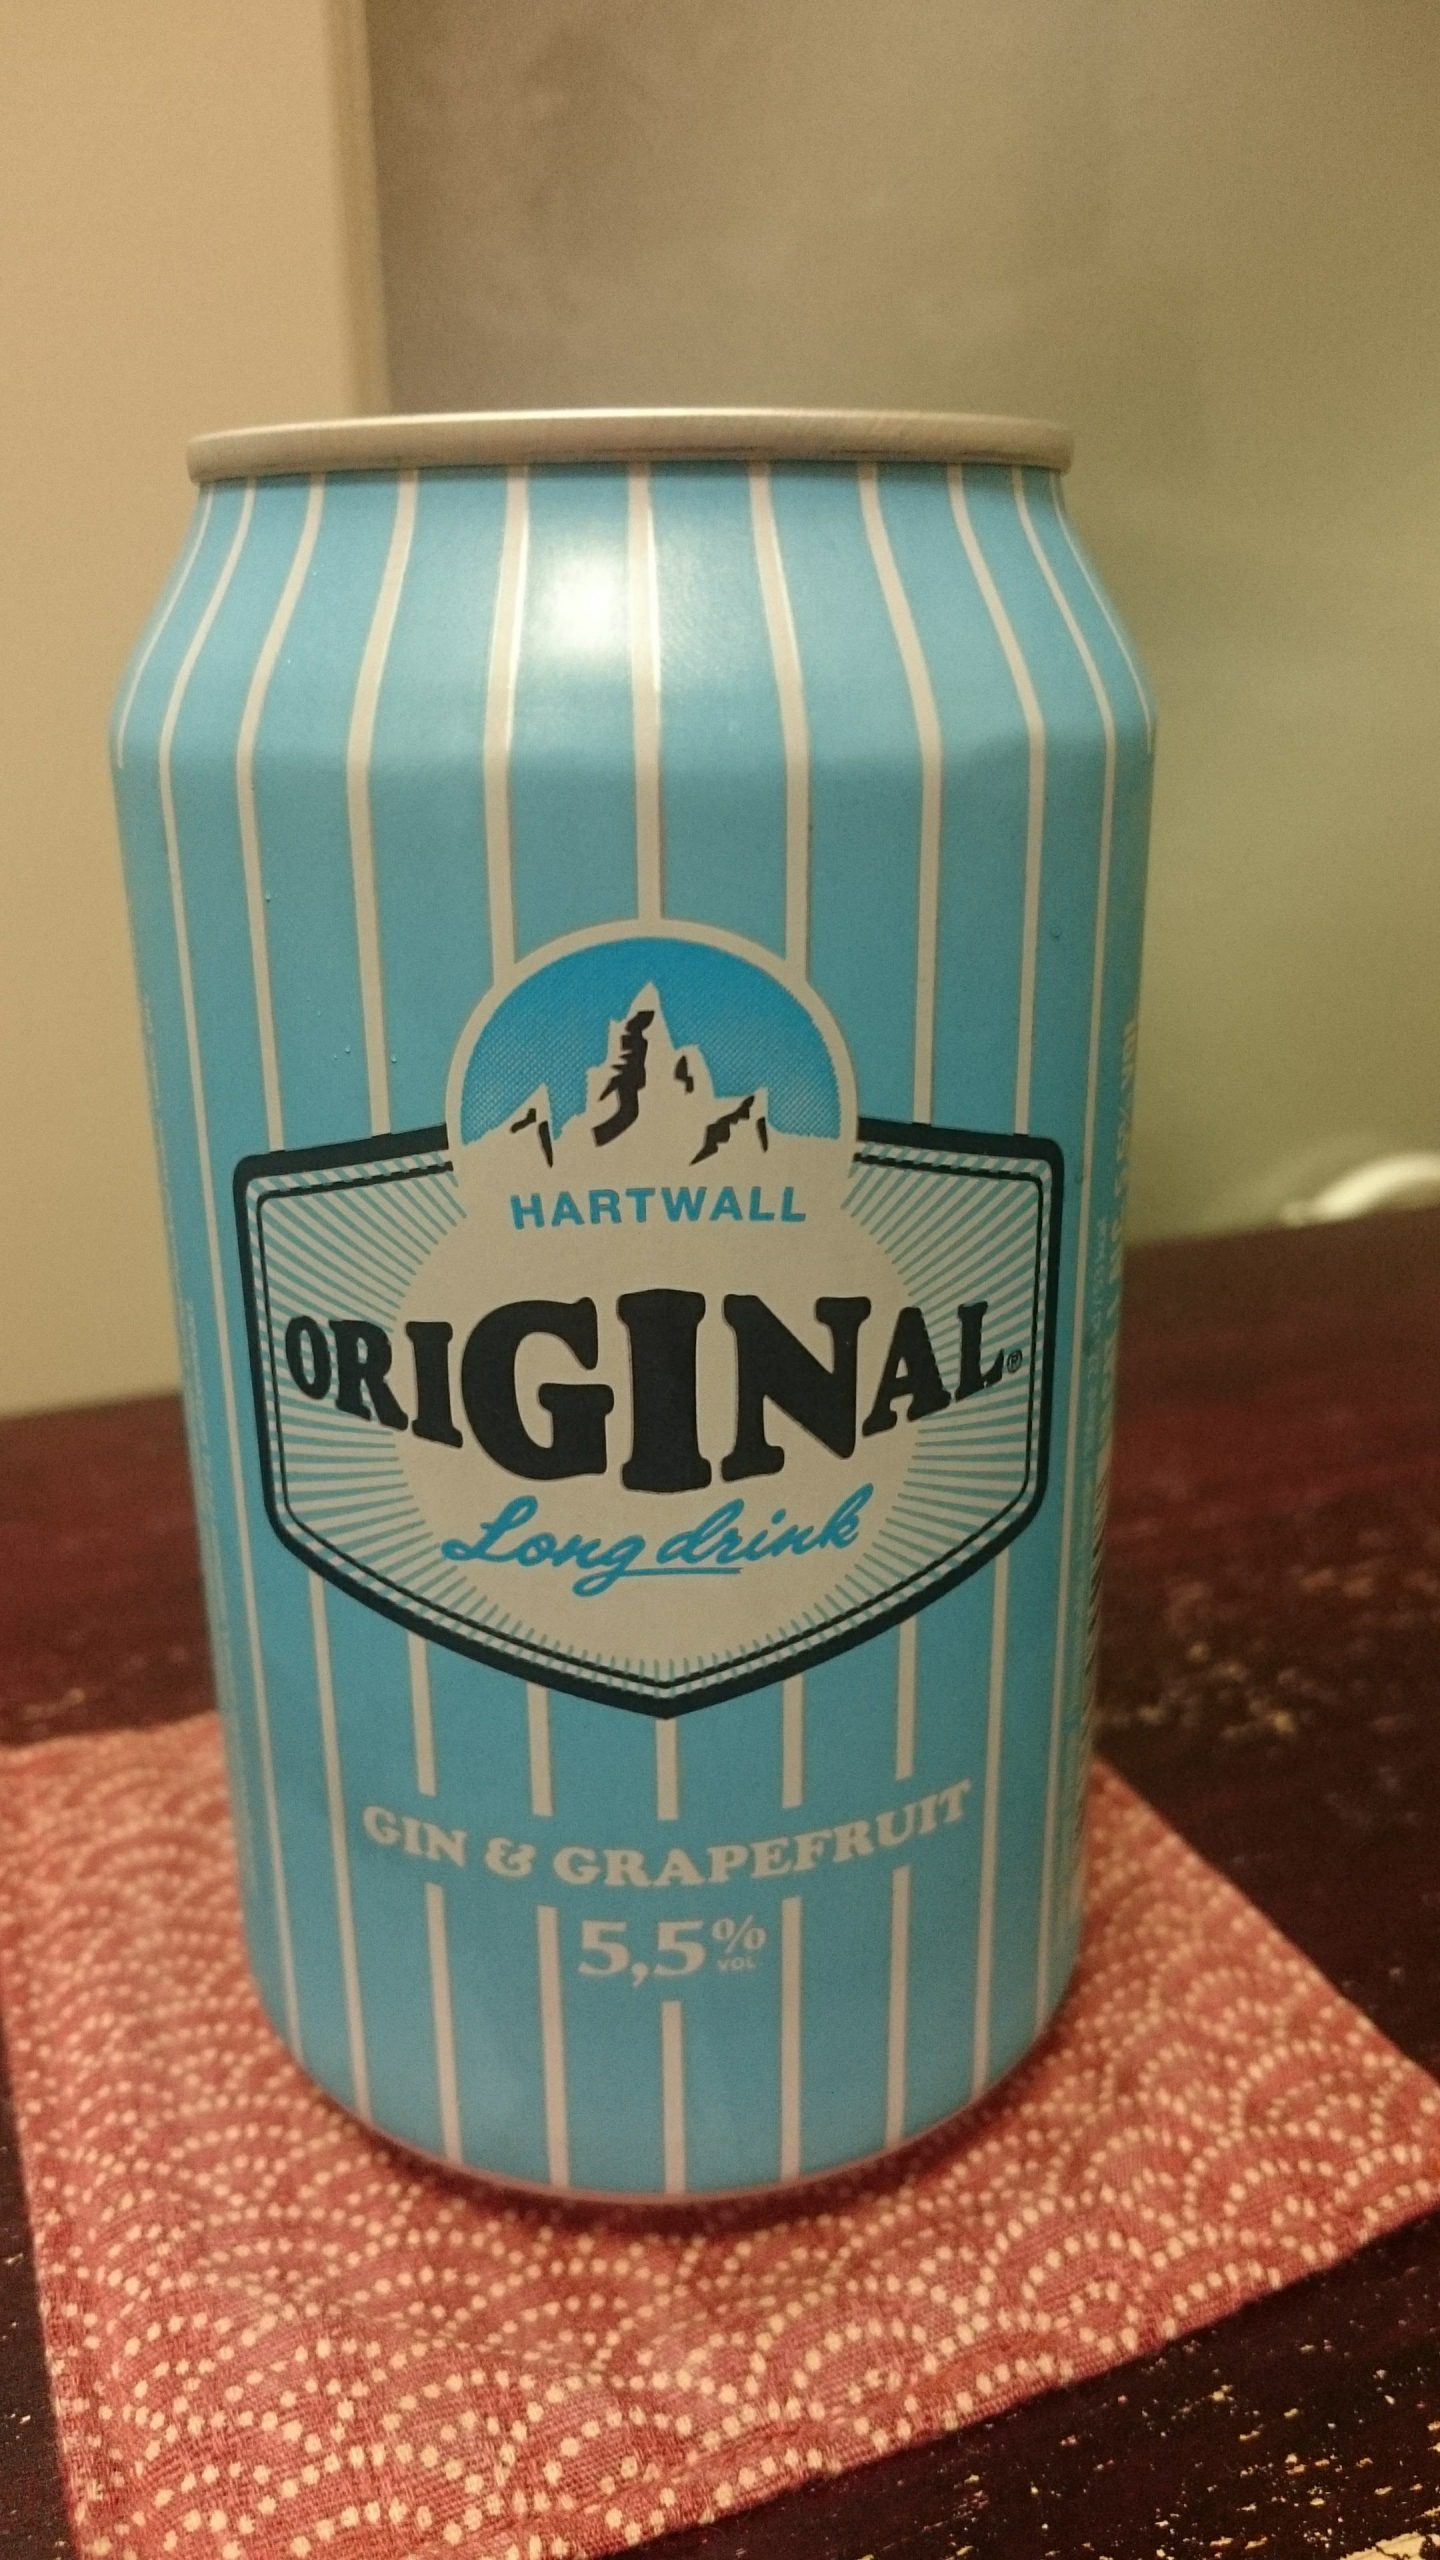 HARTWALL
ORIGINAL®
Long drink
GIN & GRAPEFRUIT
5,5% VOL